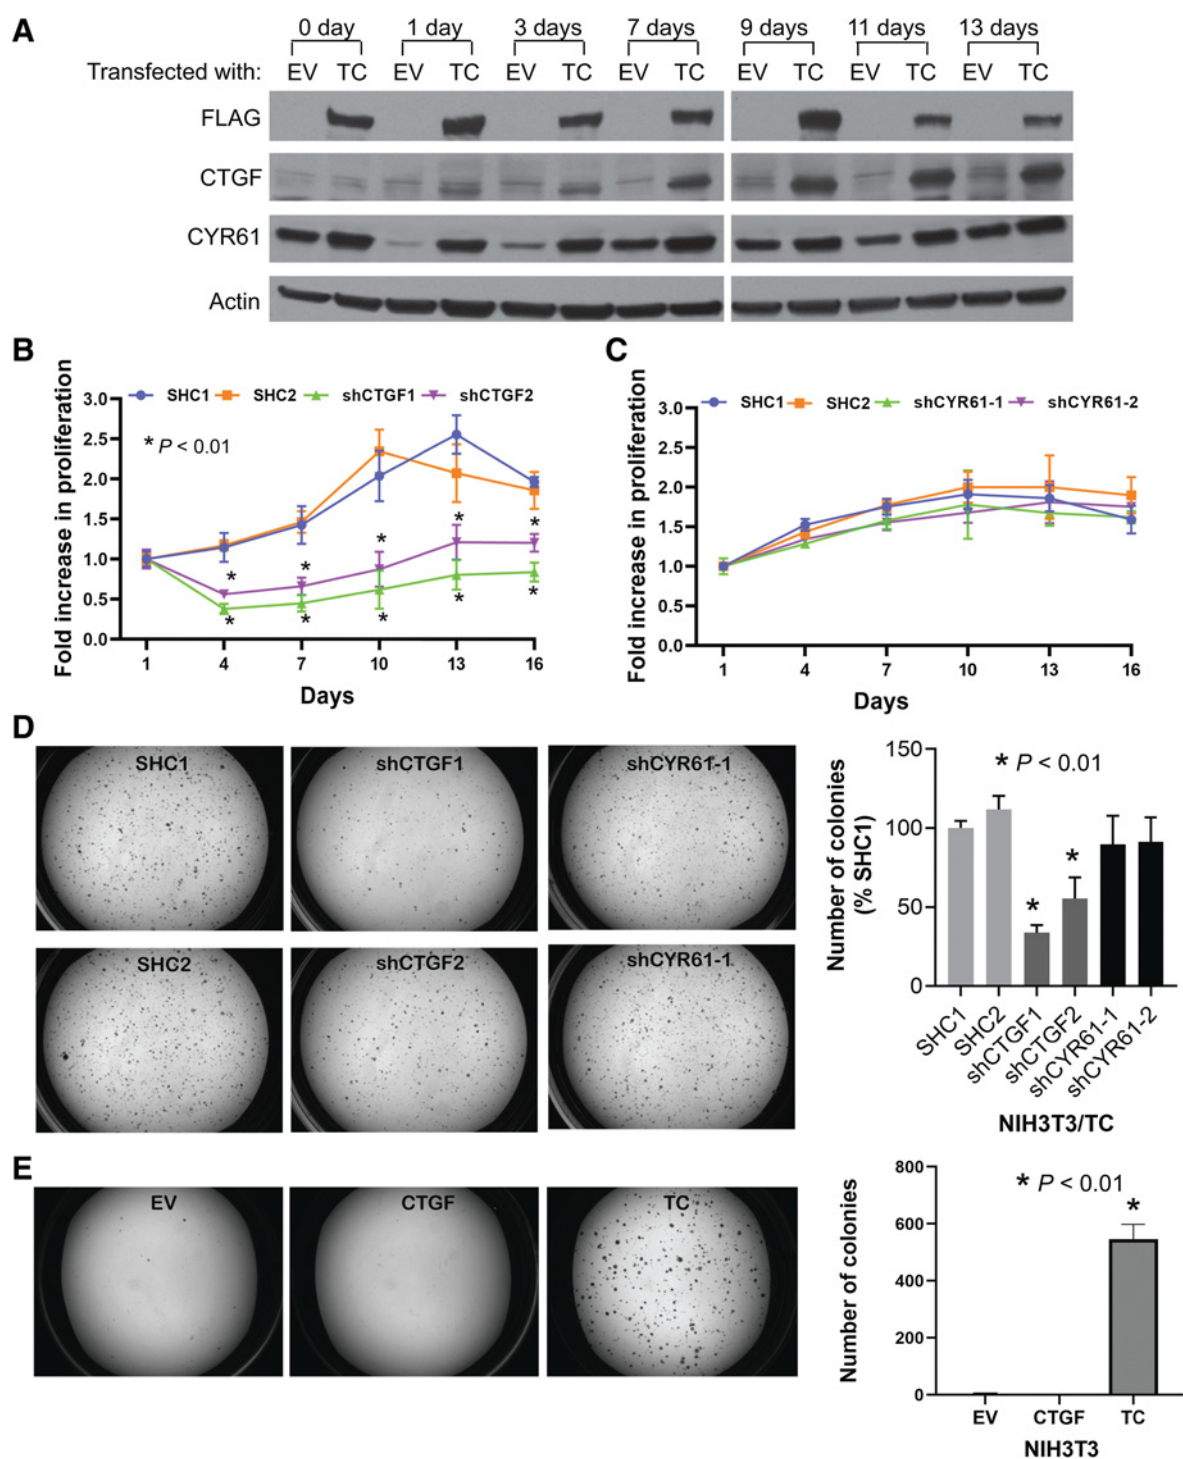 A
0 day 1 day 3 days 7 days 9 days 11 days 13 days
Transfected with: EV TC EV TC EV TC EV TC EV TC EV TC EV TC
FLAG
CTGF
CYR61
Actin
B
SHC1 SHC2 shCTGF1 shCTGF2
Fold increase in proliferation
3.0
* P < 0.01
2.5
2.0
1.5
1.0
0.5
0.0
* * * * *
* * * * *
1 4 7 10 13 16
Days
C
SHC1 SHC2 shCYR61-1 shCYR61-2
Fold increase in proliferation
3.0
2.5
2.0
1.5
1.0
0.5
0.0
1 4 7 10 13 16
Days
D
SHC1 shCTGF1 shCYR61-1
SHC2 shCTGF2 shCYR61-1
Number of colonies
(% SHC1)
150
* P < 0.01
100
50
0
* *
SHC1 SHC2 shCTGF1 shCTGF2 shCYR61-1 shCYR61-2
NIH3T3/TC
E
EV CTGF TC
Number of colonies
800
* P < 0.01
*
600
400
200
0
EV CTGF TC
NIH3T3